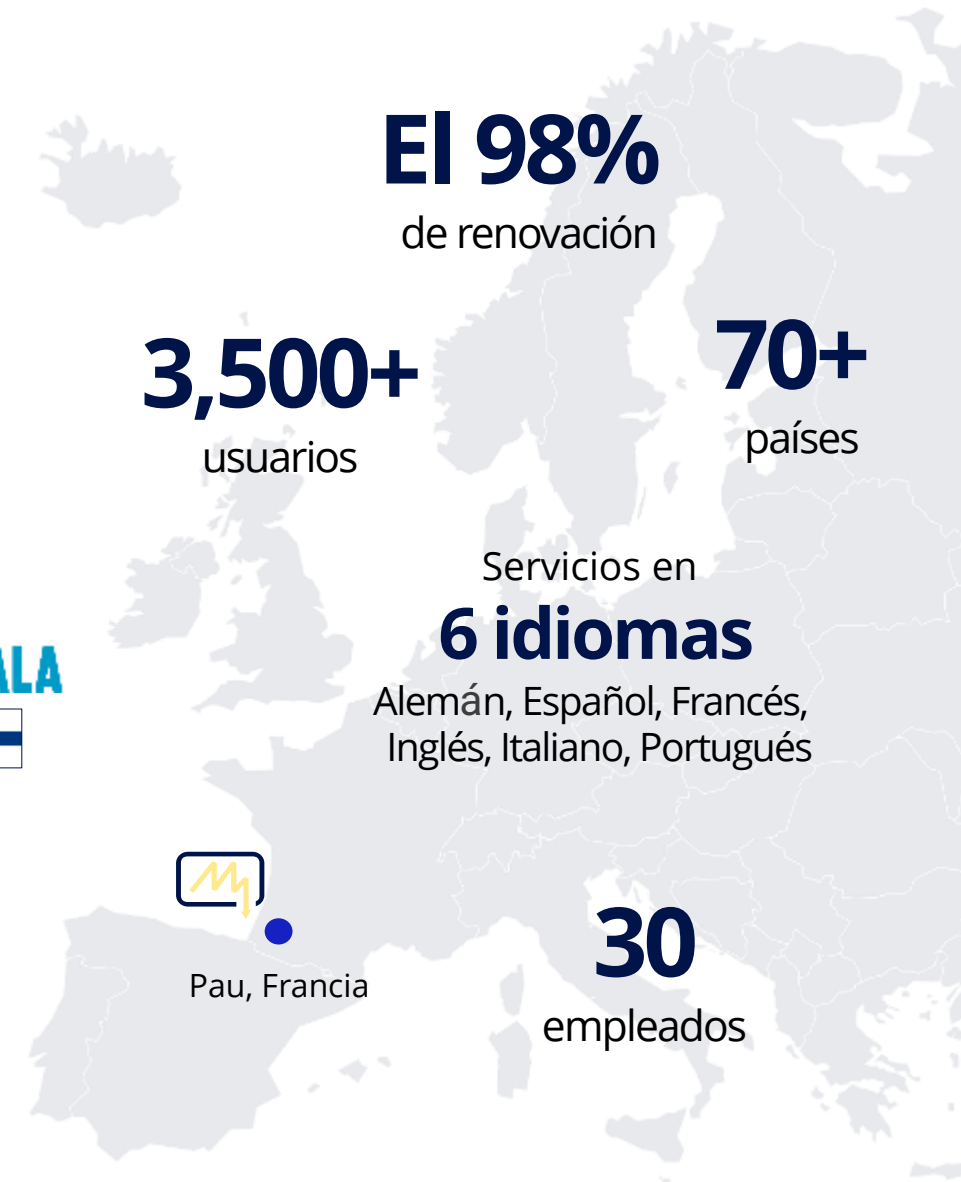 El 98%
de renovación
3,500+
usuarios
70+
países
Servicios en
6 idiomas
Alemán, Español, Francés,
Inglés, Italiano, Portugués
Pau, Francia
30
empleados